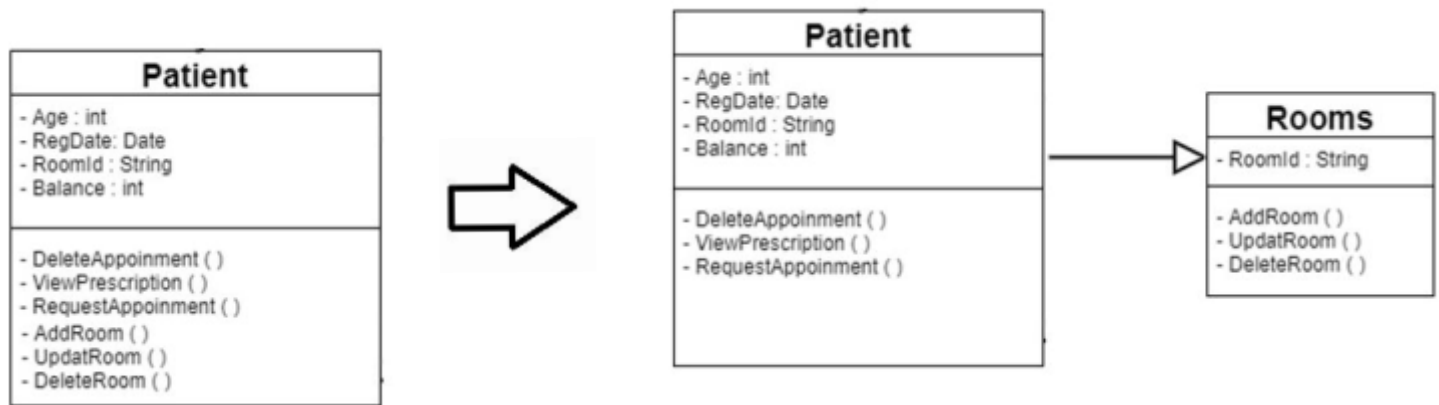 Patient
- Age : int
- RegDate: Date
- RoomId : String
- Balance : int
- DeleteAppoinment ( )
- ViewPrescription ( )
- RequestAppoinment ( )
- AddRoom ( )
- UpdatRoom ( )
- DeleteRoom ( )
Patient
- Age : int
- RegDate: Date
- RoomId : String
- Balance : int
- DeleteAppoinment ( )
- ViewPrescription ( )
- RequestAppoinment ( )
Rooms
- RoomId : String
- AddRoom ( )
- UpdatRoom ( )
- DeleteRoom ( )